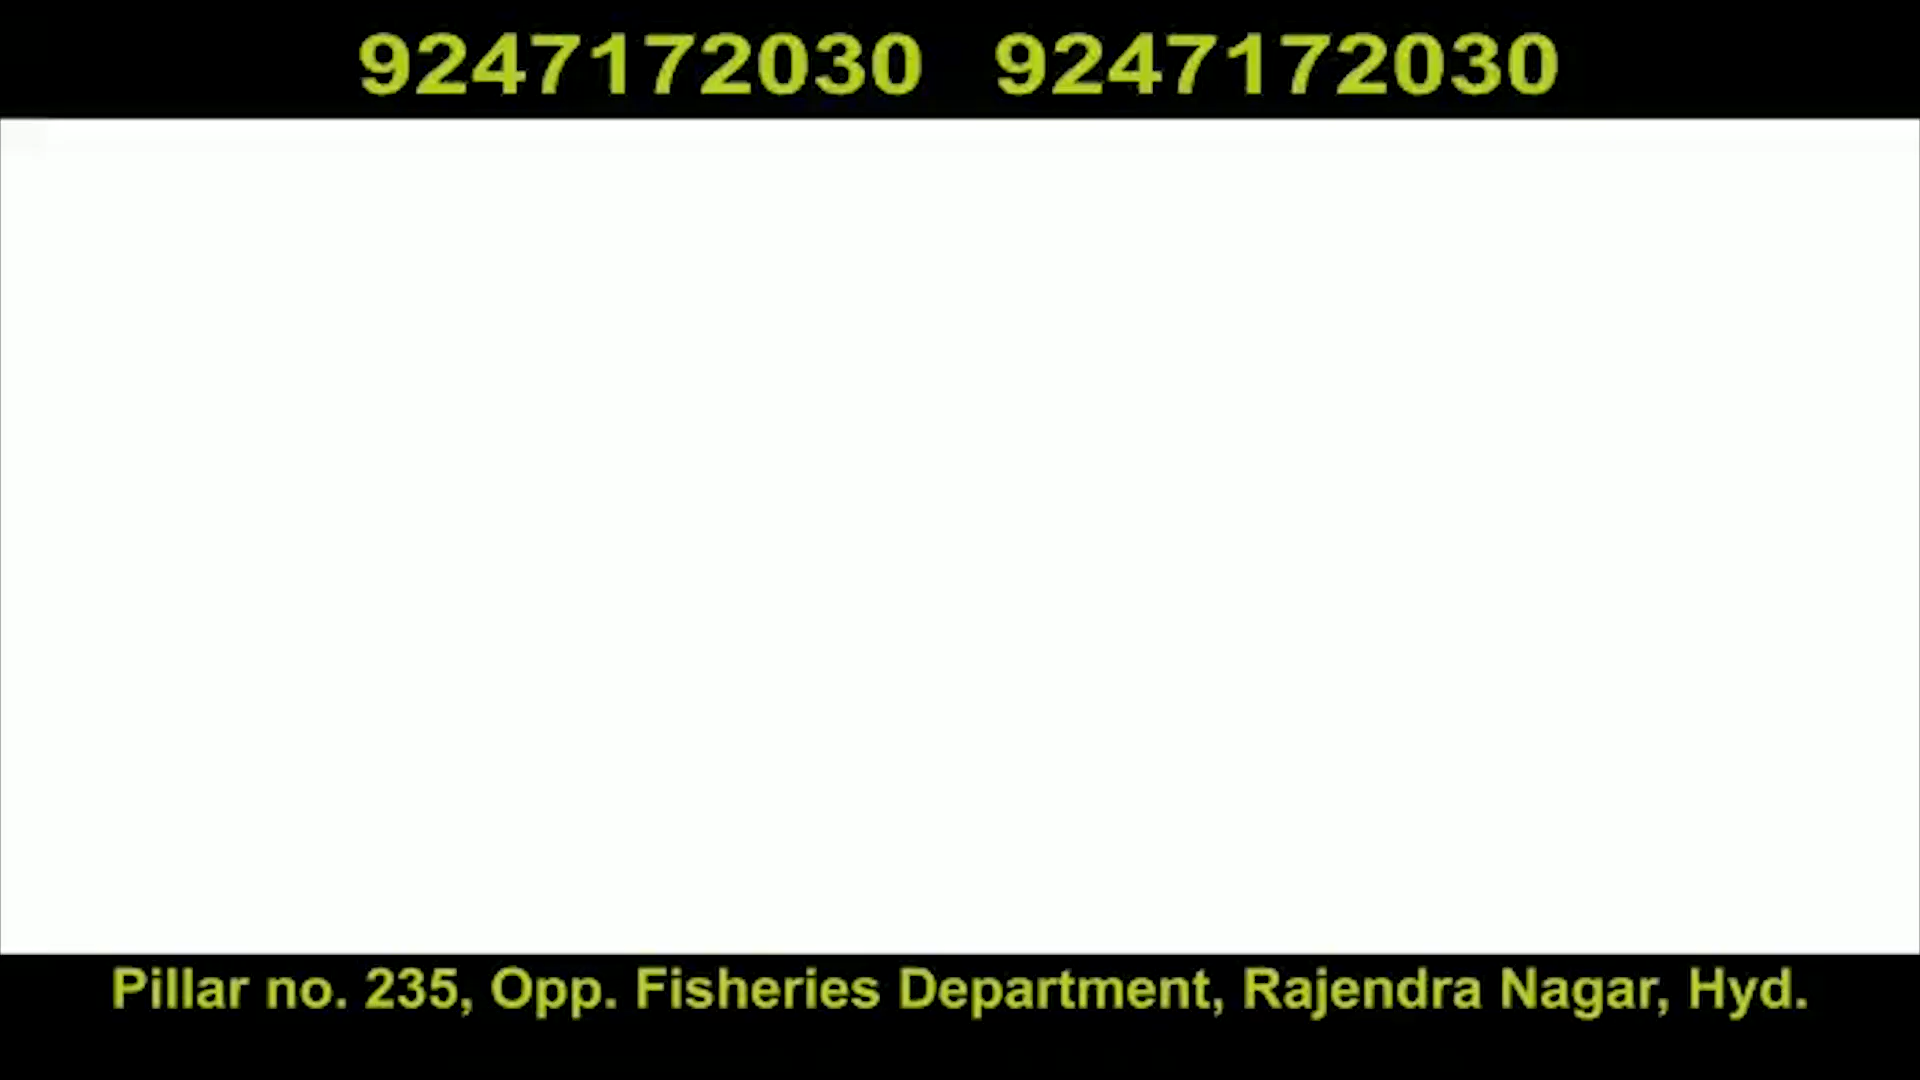 9247172030 9247172030
Pillar no. 235, Opp. Fisheries Department, Rajendra Nagar, Hyd.